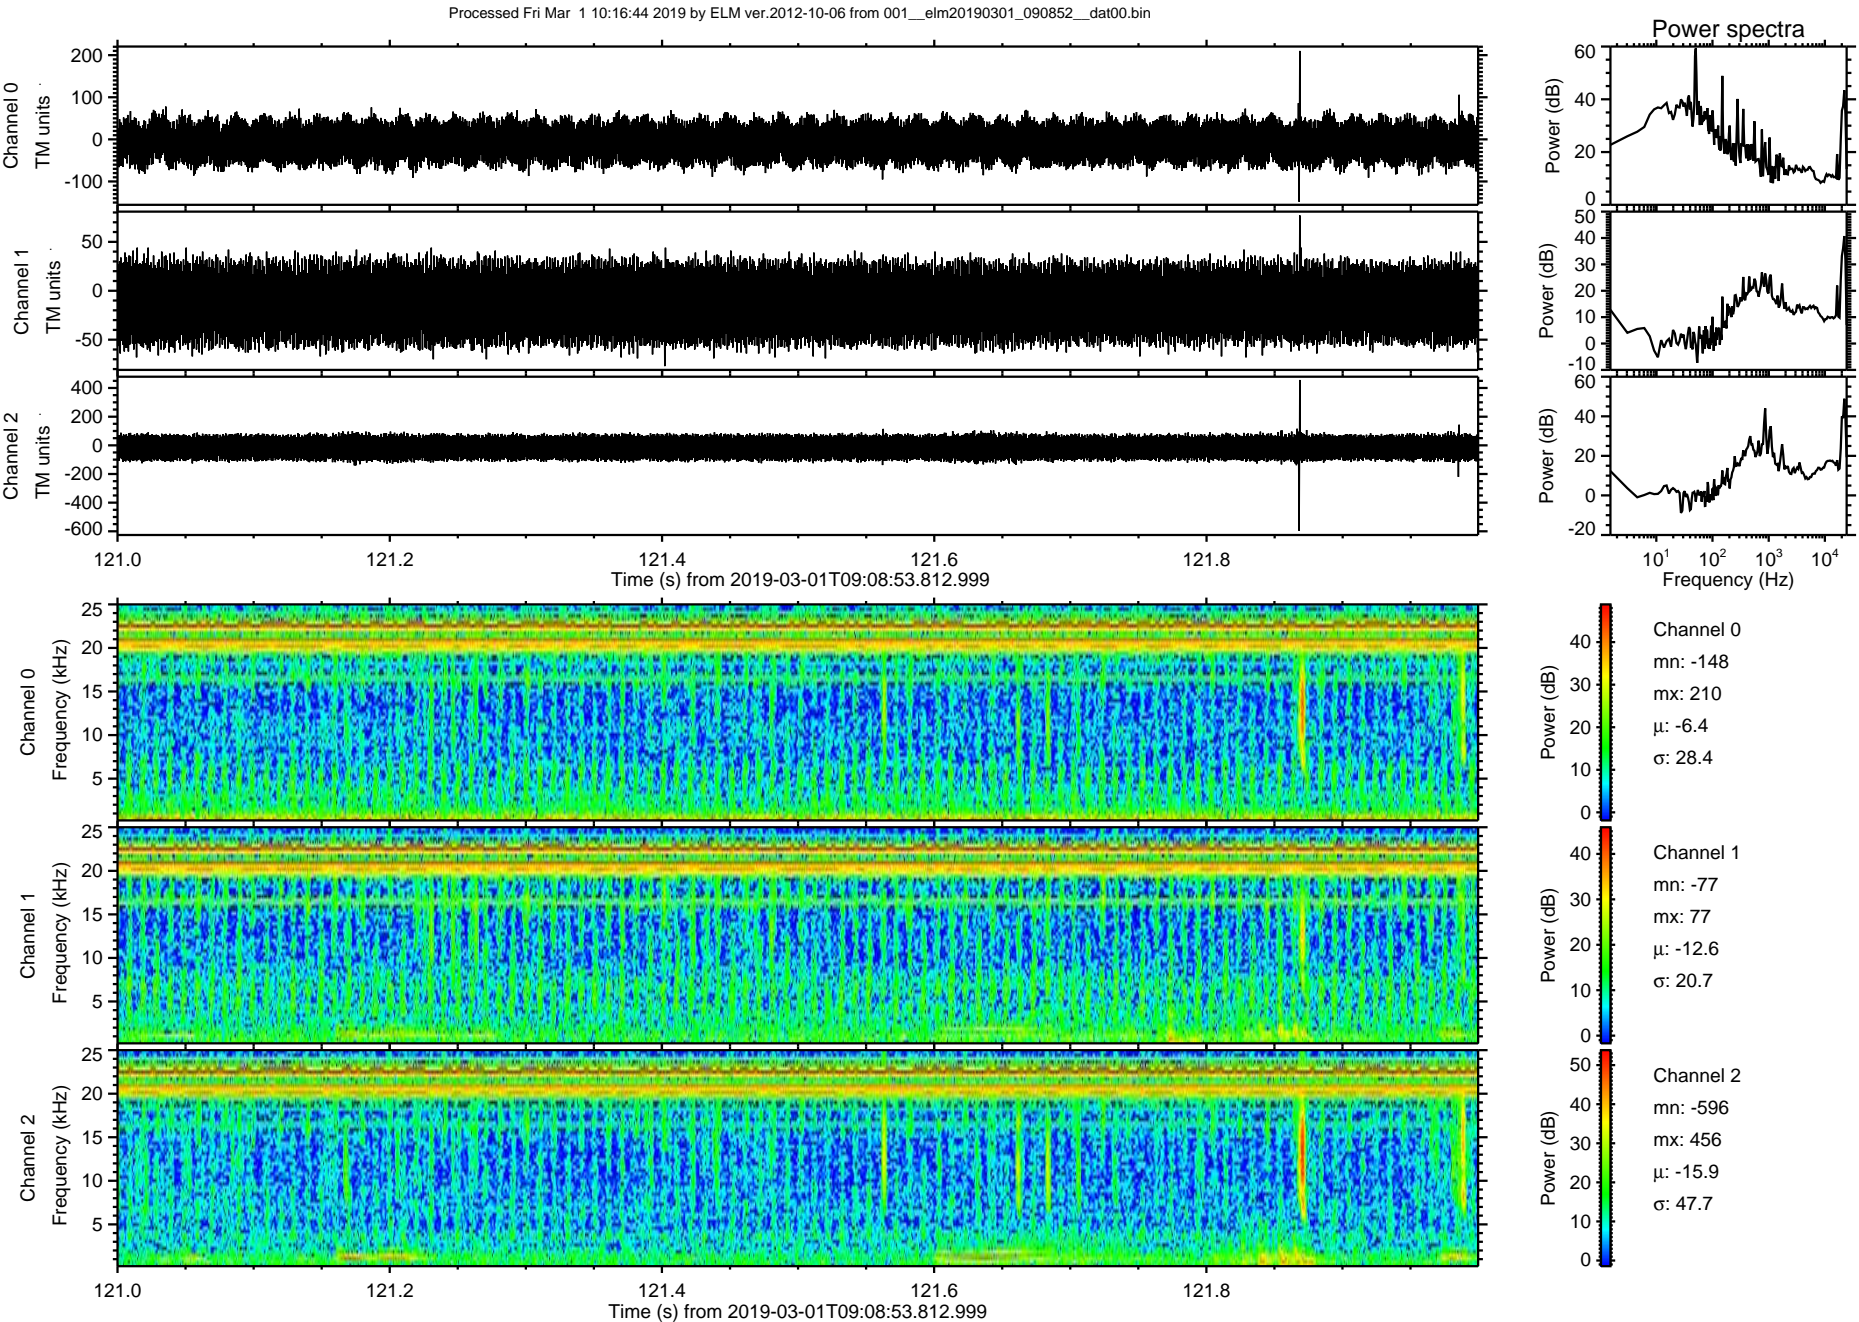 Processed Fri Mar  1 10:16:44 2019 by ELM ver.2012-10-06 from 001__elm20190301_090852__dat00.bin
Power spectra
Channel 0
TM units
200
100
0
-100
Power (dB)
60
40
20
0
Channel 1
TM units
50
0
-50
Power (dB)
50
40
30
20
10
0
-10
Channel 2
TM units
400
200
0
-200
-400
-600
Power (dB)
60
40
20
0
-20
121.0 121.2 121.4 121.6 121.8
Time (s) from 2019-03-01T09:08:53.812.999
10¹ 10² 10³ 10⁴
Frequency (Hz)
Channel 0
Frequency (kHz)
25
20
15
10
5
Power (dB)
40
30
20
10
0
Channel 0
mn: -148
mx: 210
μ: -6.4
σ: 28.4
Channel 1
Frequency (kHz)
25
20
15
10
5
Power (dB)
40
30
20
10
0
Channel 1
mn: -77
mx: 77
μ: -12.6
σ: 20.7
Channel 2
Frequency (kHz)
25
20
15
10
5
Power (dB)
50
40
30
20
10
0
Channel 2
mn: -596
mx: 456
μ: -15.9
σ: 47.7
121.0 121.2 121.4 121.6 121.8
Time (s) from 2019-03-01T09:08:53.812.999